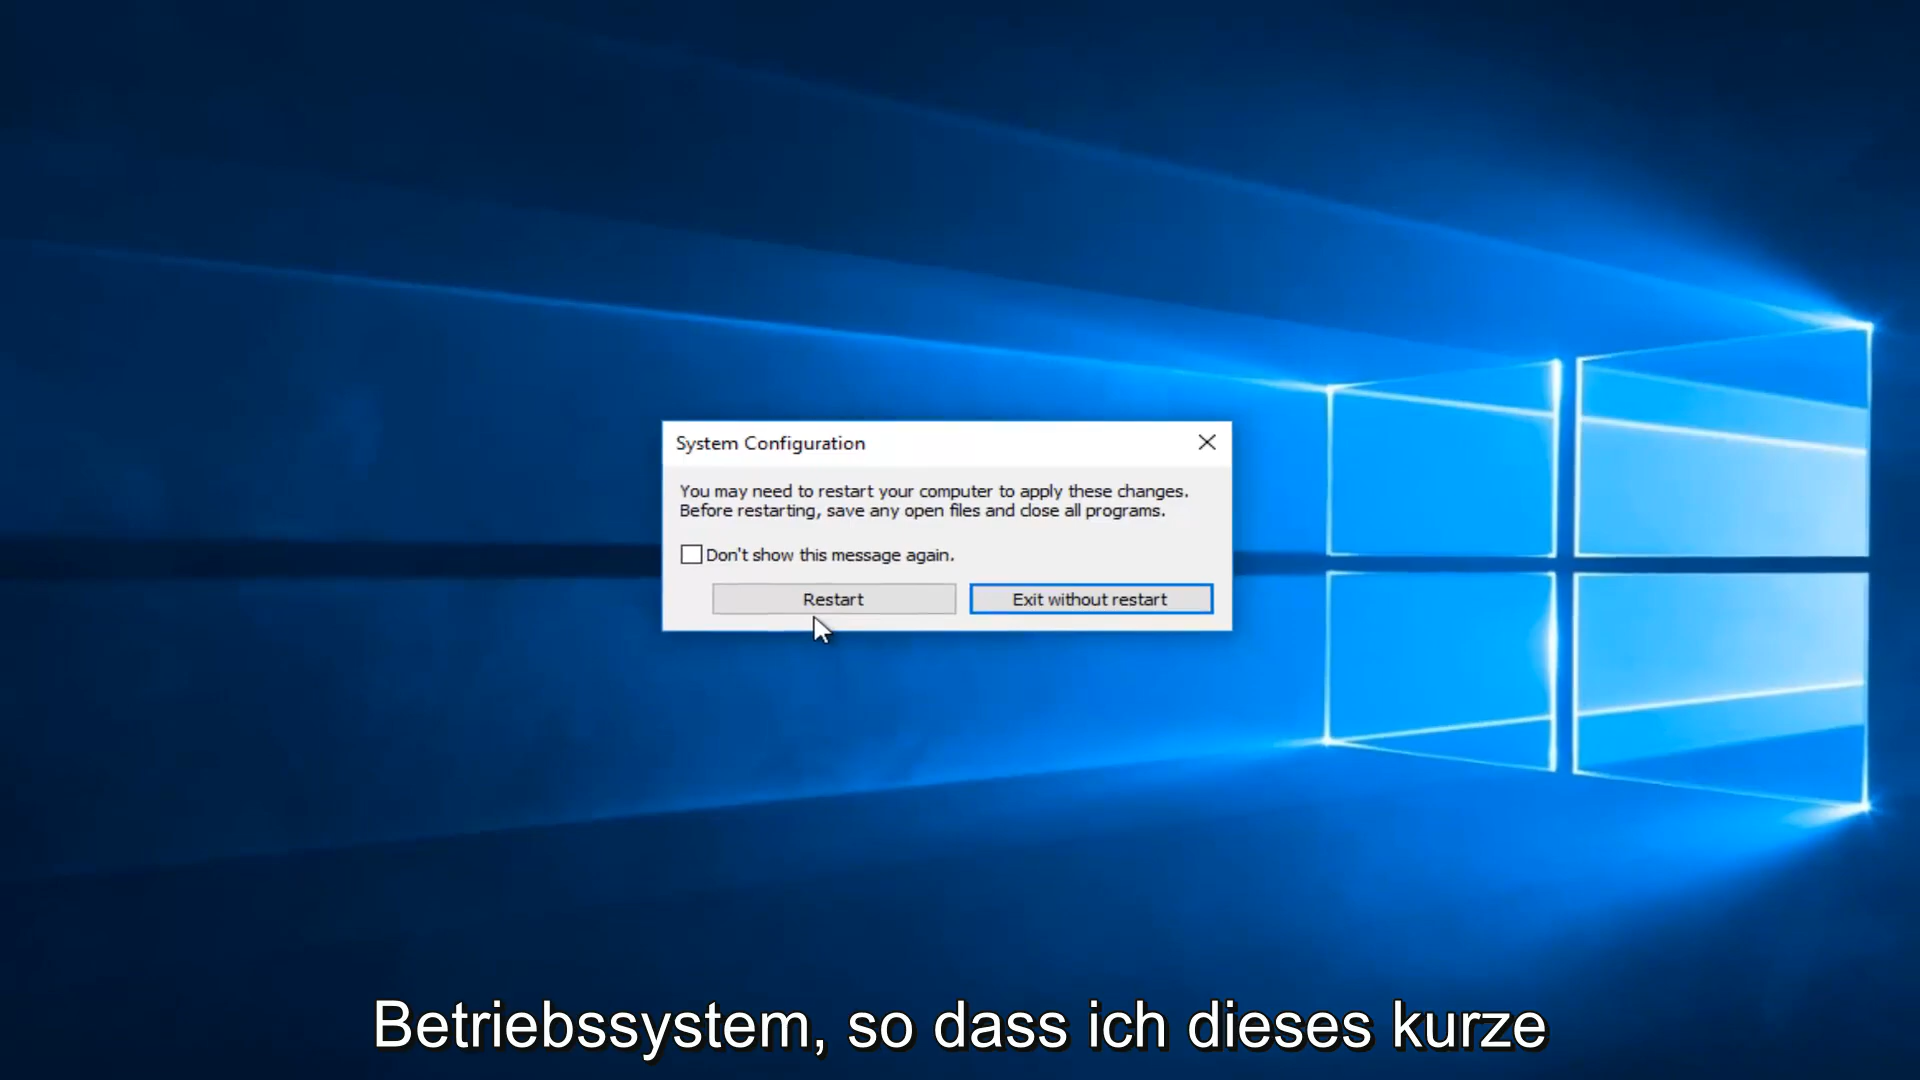 System Configuration
You may need to restart your computer to apply these changes.
Before restarting, save any open files and close all programs.
Don't show this message again.
Restart
Exit without restart
Betriebssystem, so dass ich dieses kurze